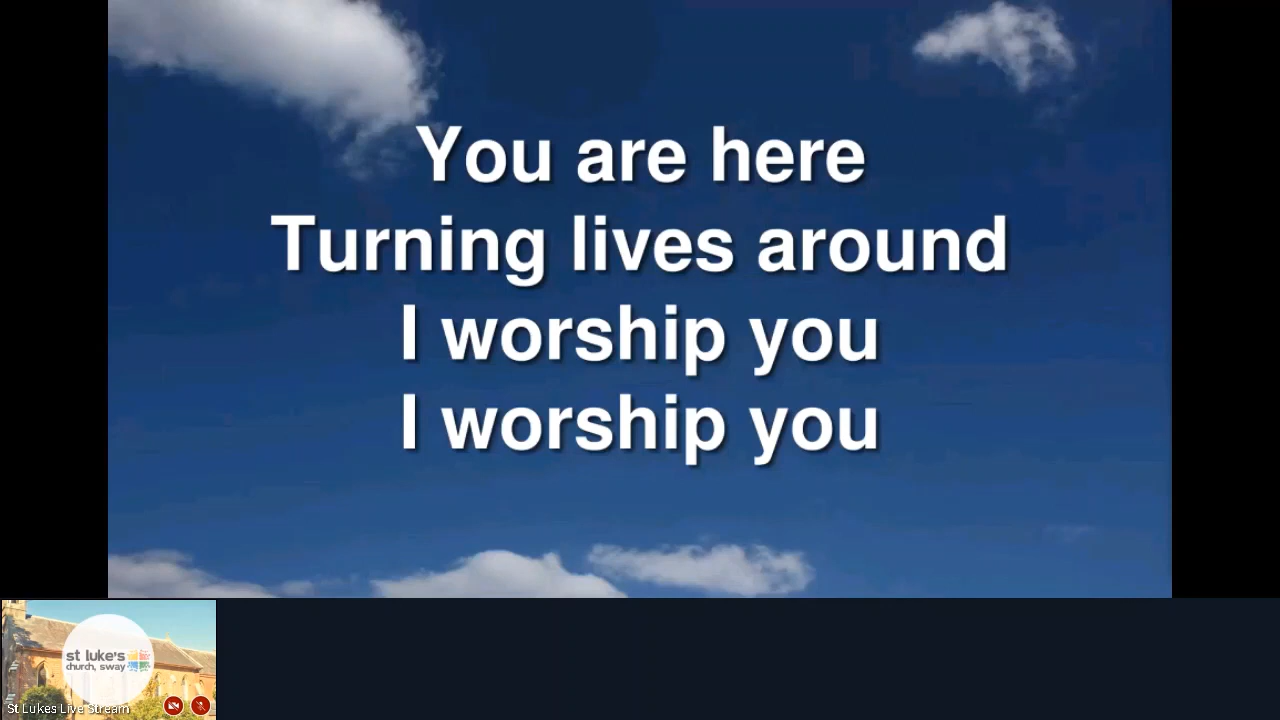 You are here
Turning lives around
I worship you
I worship you
st luke's
church, sway
St Lukes Live Stream